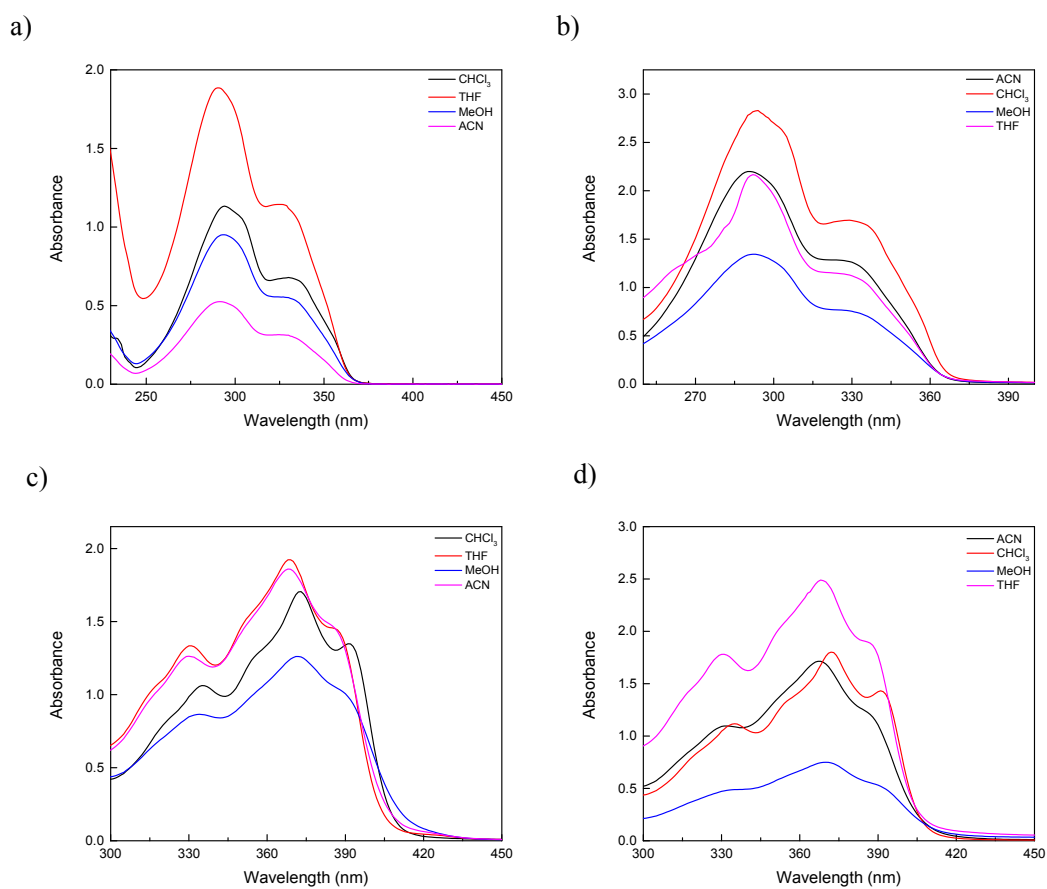 a)
2.0
1.5
1.0
0.5
0.0
250 300 350 400 450
Absorbance
Wavelength (nm)
CHCl₃
THF
MeOH
ACN
b)
3.0
2.5
2.0
1.5
1.0
0.5
0.0
270 300 330 360 390
Absorbance
Wavelength (nm)
ACN
CHCl₃
MeOH
THF
c)
2.0
1.5
1.0
0.5
0.0
300 330 360 390 420 450
Absorbance
Wavelength (nm)
CHCl₃
THF
MeOH
ACN
d)
3.0
2.5
2.0
1.5
1.0
0.5
0.0
300 330 360 390 420 450
Absorbance
Wavelength (nm)
ACN
CHCl₃
MeOH
THF